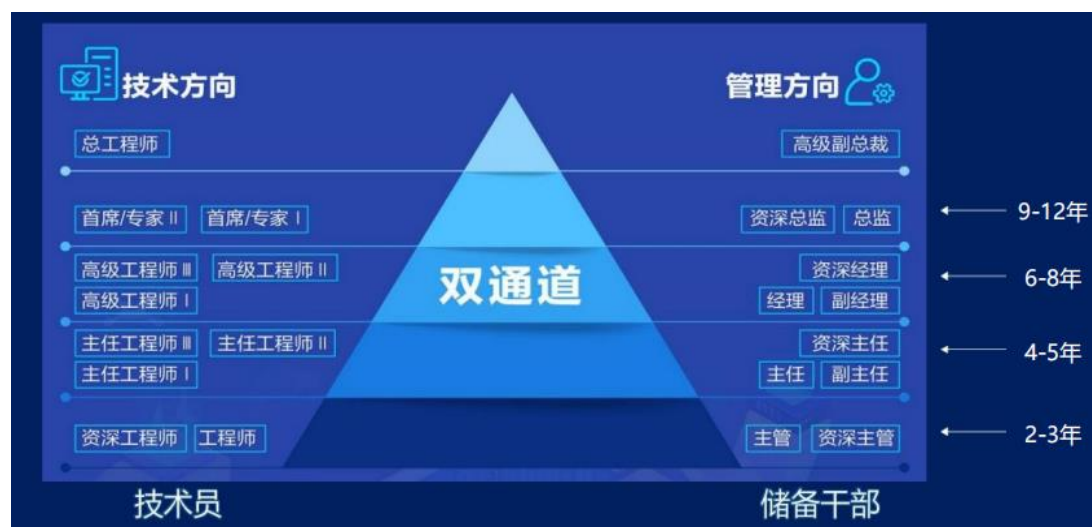 技术方向
管理方向
总工程师
高级副总裁
首席/专家Ⅱ 首席/专家Ⅰ
资深总监 总监
9-12年
高级工程师Ⅲ 高级工程师Ⅱ
资深经理
高级工程师Ⅰ
经理 副经理
6-8年
双通道
主任工程师Ⅲ 主任工程师Ⅱ
资深主任
主任工程师Ⅰ
主任 副主任
4-5年
资深工程师 工程师
主管 资深主管
2-3年
技术员
储备干部